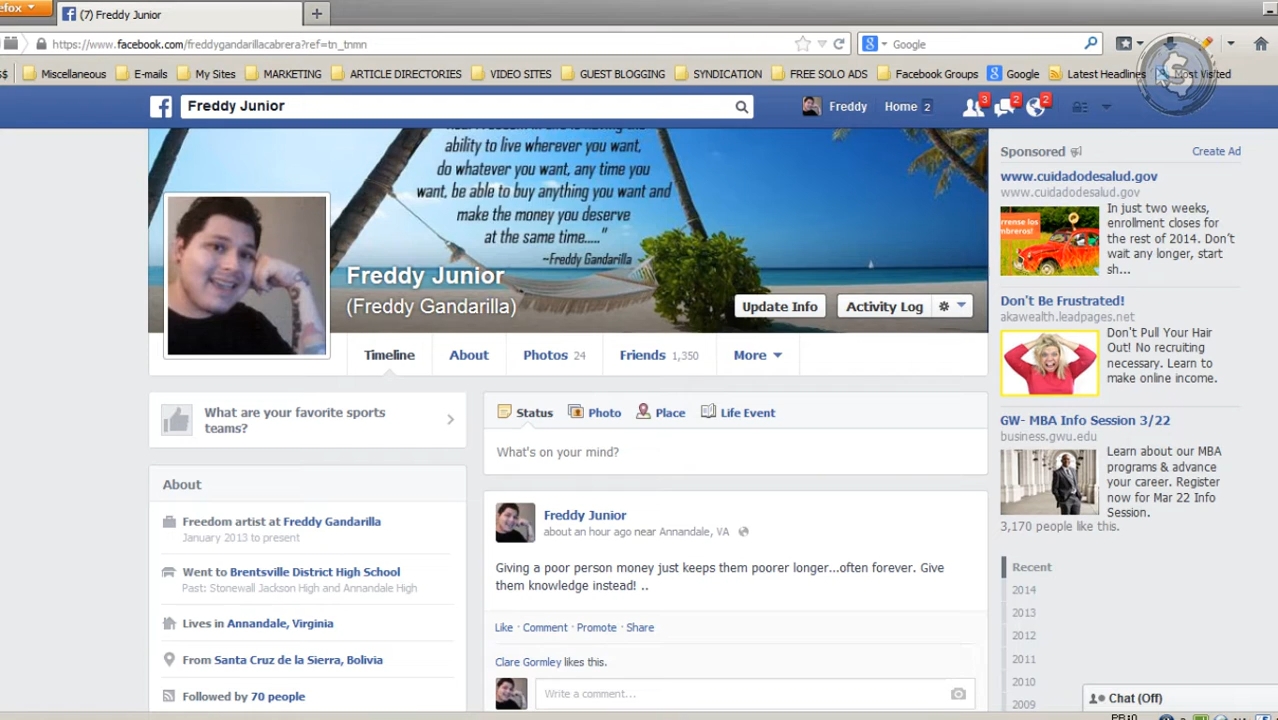 efox
(7) Freddy Junior
https://www.facebook.com/freddygandarillacabrera?ref=tn_tnmn
Google
Miscellaneous E-mails My Sites MARKETING ARTICLE DIRECTORIES VIDEO SITES GUEST BLOGGING SYNDICATION FREE SOLO ADS Facebook Groups Google Latest Headlines Most Visited
Freddy Junior
Freddy Home 2 3 2 2
ability to live wherever you want,
do whatever you want, any time you
want, be able to buy anything you want and
make the money you deserve
at the same time....."
~Freddy Gandarilla
Freddy Junior
(Freddy Gandarilla)
Update Info Activity Log
Timeline About Photos 24 Friends 1,350 More
What are your favorite sports
teams?
About
Freedom artist at Freddy Gandarilla
January 2013 to present
Went to Brentsville District High School
Past: Stonewall Jackson High and Annandale High
Lives in Annandale, Virginia
From Santa Cruz de la Sierra, Bolivia
Followed by 70 people
Status Photo Place Life Event
What's on your mind?
Freddy Junior
about an hour ago near Annandale, VA
Giving a poor person money just keeps them poorer longer...often forever. Give
them knowledge instead! ..
Like · Comment · Promote · Share
Clare Gormley likes this.
Write a comment...
Sponsored Create Ad
www.cuidadodesalud.gov
www.cuidadodesalud.gov
In just two weeks,
enrollment closes for
the rest of 2014. Don't
wait any longer, start
sh...
Don't Be Frustrated!
akawealth.leadpages.net
Don't Pull Your Hair
Out! No recruiting
necessary. Learn to
make online income.
GW- MBA Info Session 3/22
business.gwu.edu
Learn about our MBA
programs & advance
your career. Register
now for Mar 22 Info
Session.
3,170 people like this.
Recent
2014
2013
2012
2011
2010
2009
Chat (Off)